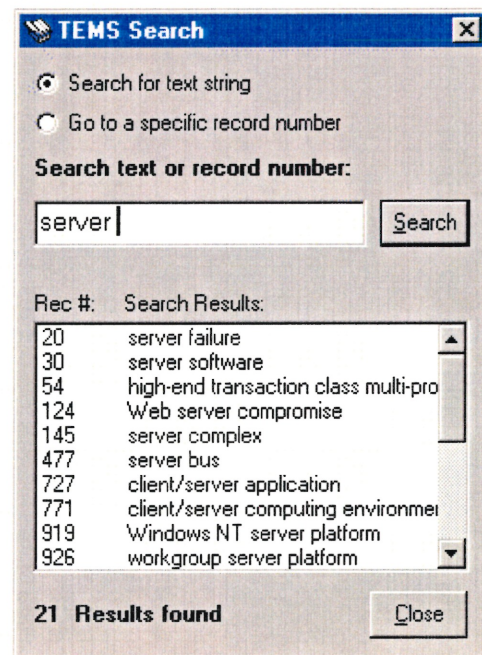 TEMS Search
Search for text string
Go to a specific record number
Search text or record number:
server
Search
Rec #: Search Results:
20 server failure
30 server software
54 high-end transaction class multi-pro
124 Web server compromise
145 server complex
477 server bus
727 client/server application
771 client/server computing environmen
919 Windows NT server platform
926 workgroup server platform
21 Results found
Close